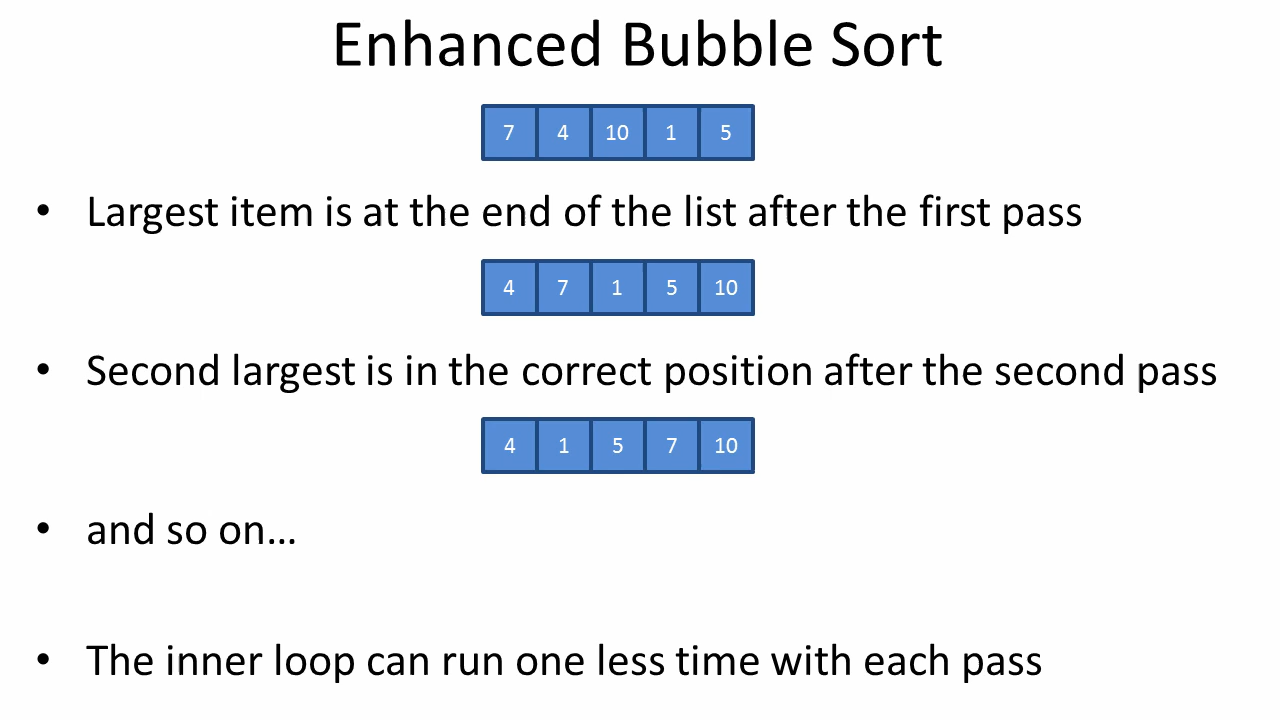 Enhanced Bubble Sort
7 4 10 1 5
• Largest item is at the end of the list after the first pass
4 7 1 5 10
• Second largest is in the correct position after the second pass
4 1 5 7 10
• and so on…
• The inner loop can run one less time with each pass